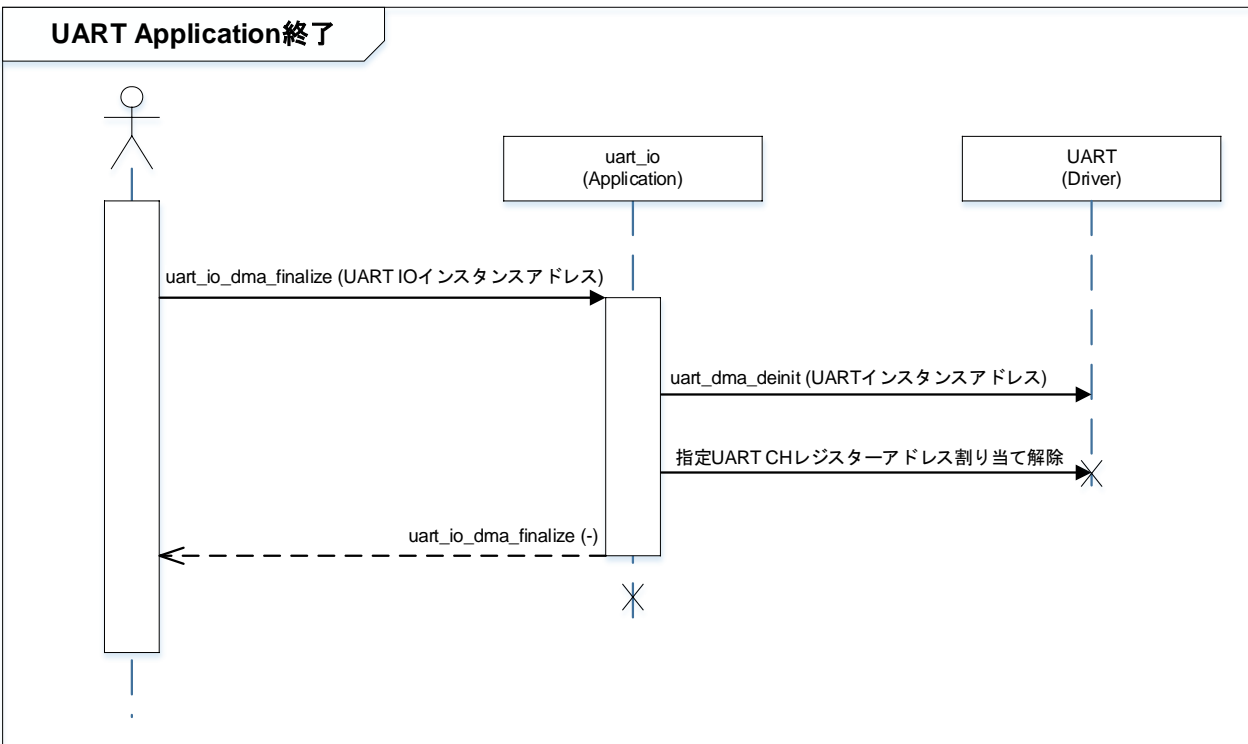 UART Application終了
uart_io
(Application)
UART
(Driver)
uart_io_dma_finalize (UART IOインスタンスアドレス)
uart_dma_deinit (UARTインスタンスアドレス)
指定UART CHレジスターアドレス割り当て解除
uart_io_dma_finalize (-)